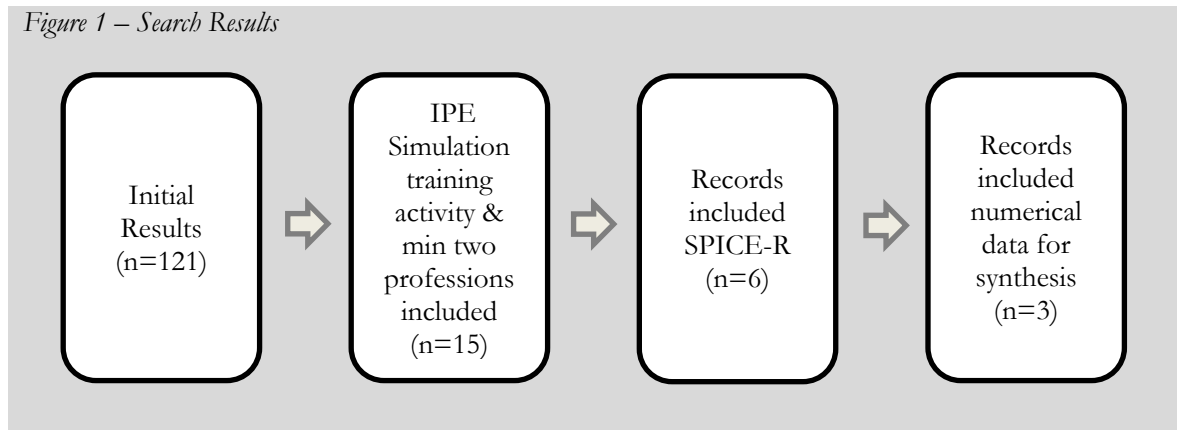 Figure 1 – Search Results
Initial
Results
(n=121)
IPE
Simulation
training
activity &
min two
professions
included
(n=15)
Records
included
SPICE-R
(n=6)
Records
included
numerical
data for
synthesis
(n=3)